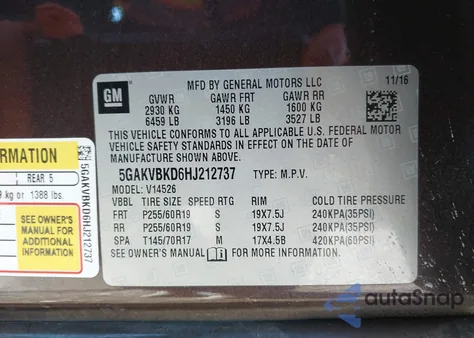 GM
MFD BY GENERAL MOTORS LLC
11/16
GVWR GAWR FRT GAWR RR
2930 KG 1450 KG 1600 KG
6459 LB 3196 LB 3527 LB
THIS VEHICLE CONFORMS TO ALL APPLICABLE U.S. FEDERAL MOTOR
VEHICLE SAFETY STANDARDS IN EFFECT ON THE DATE OF
MANUFACTURE SHOWN ABOVE.
5GAKVBKD6HJ212737 TYPE: M.P.V.
MODEL: V14526
VBBL TIRE SIZE SPEED RTG RIM COLD TIRE PRESSURE
FRT P255/60R19 S 19X7.5J 240KPA(35PSI)
RR P255/60R19 S 19X7.5J 240KPA(35PSI)
SPA T145/70R17 M 17X4.5B 420KPA(60PSI)
SEE OWNER'S MANUAL FOR MORE INFORMATION.
ORMATION
REAR 5
kg or 1388 lbs.
SEE OWNER'S
MANUAL FOR
ADDITIONAL
INFORMATION
5GAKVBKD6HJ212737
autoSnap